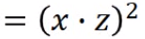 = (x · z)²